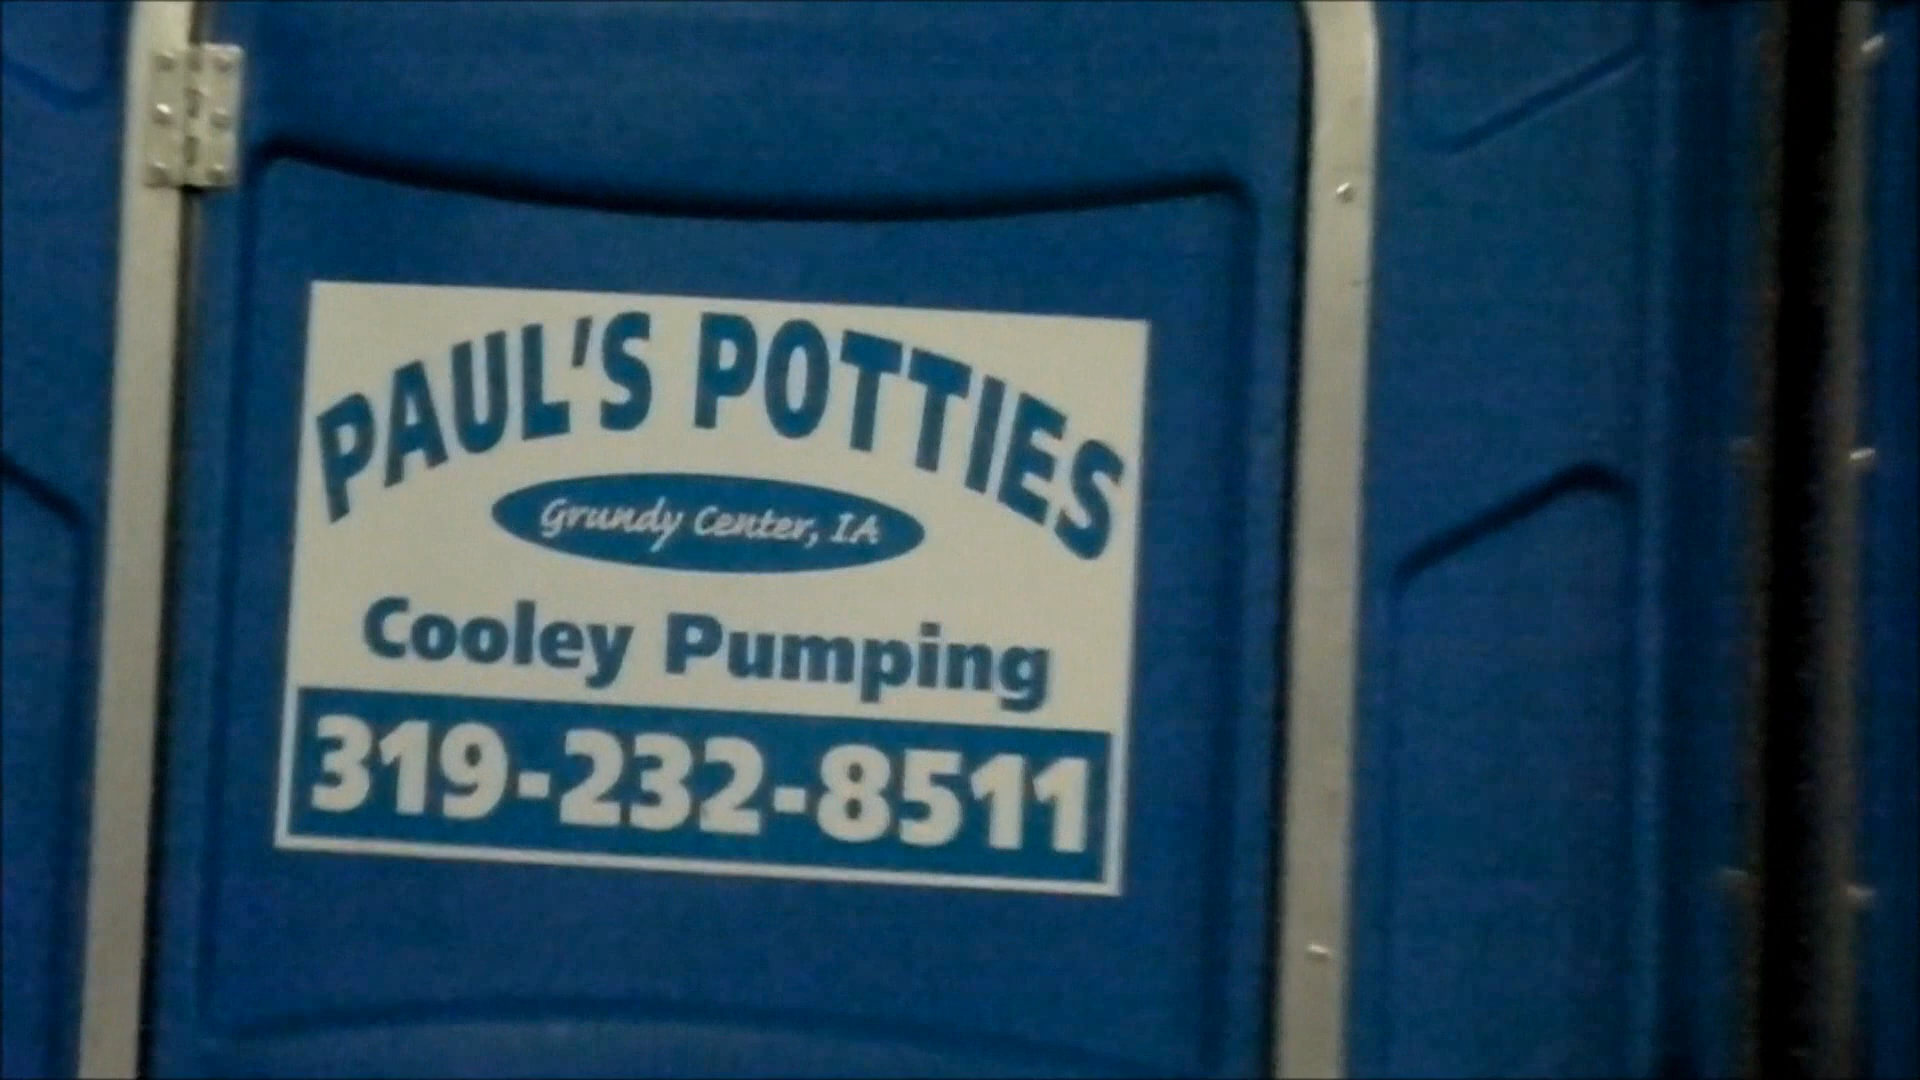 PAUL'S POTTIES
Grundy Center, IA
Cooley Pumping
319-232-8511